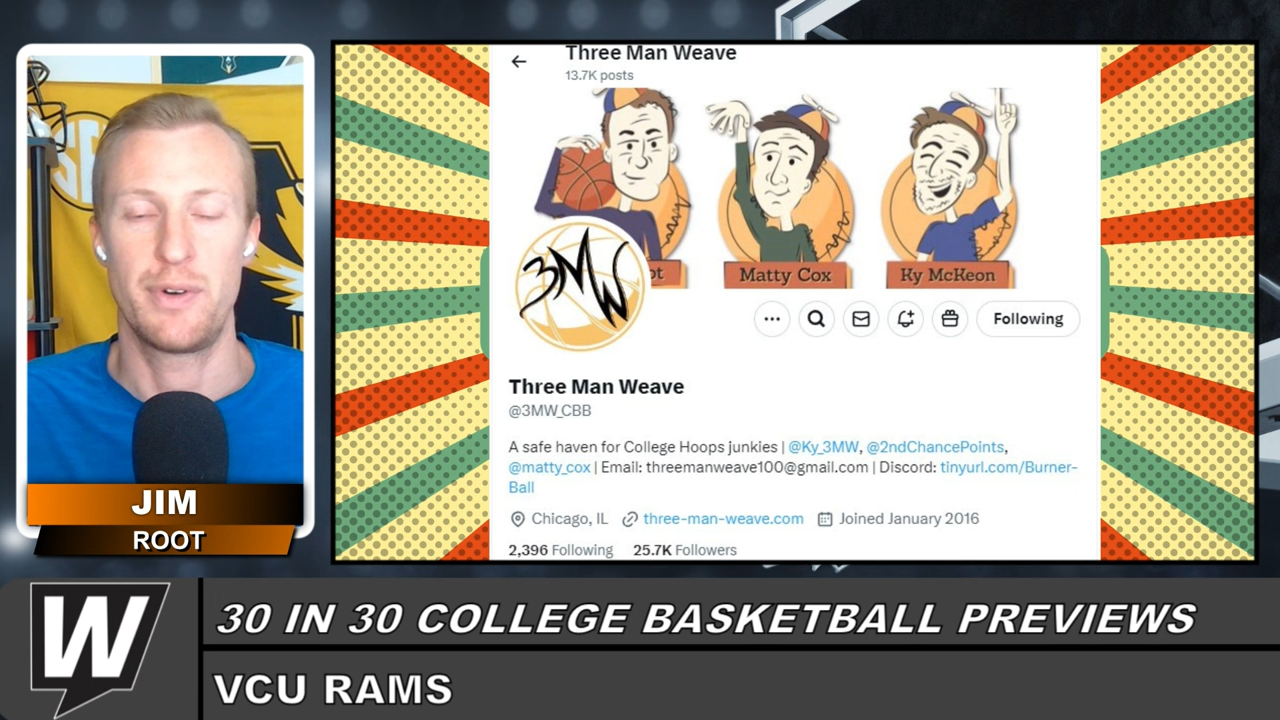 Three Man Weave
13.7K posts
ot
Matty Cox
Ky McKeon
3MW
Following
Three Man Weave
@3MW_CBB
A safe haven for College Hoops junkies | @Ky_3MW, @2ndChancePoints,
@matty_cox | Email: threemanweave100@gmail.com | Discord: tinyurl.com/Burner-
Ball
Chicago, IL three-man-weave.com Joined January 2016
2,396 Following 25.7K Followers
JIM
ROOT
W
30 IN 30 COLLEGE BASKETBALL PREVIEWS
VCU RAMS